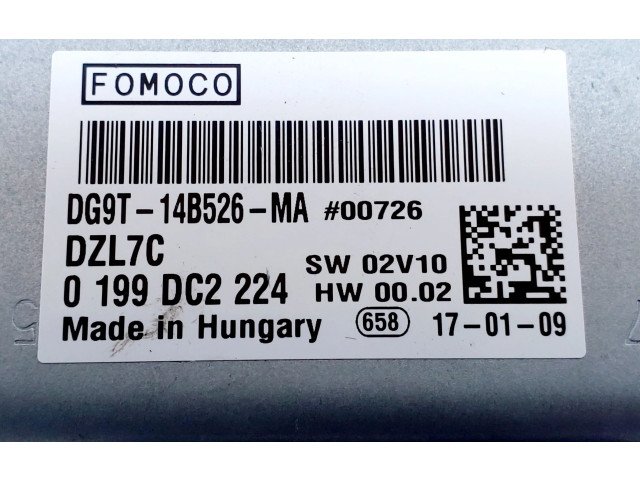 FOMOCO
DG9T-14B526-MA #00726
DZL7C
SW 02V10
0 199 DC2 224
HW 00.02
Made in Hungary 658 17-01-09